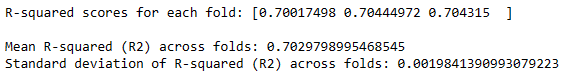 R-squared scores for each fold: [0.70017498 0.70444972 0.704315  ]
Mean R-squared (R2) across folds: 0.7029798995468545
Standard deviation of R-squared (R2) across folds: 0.0019841390993079223